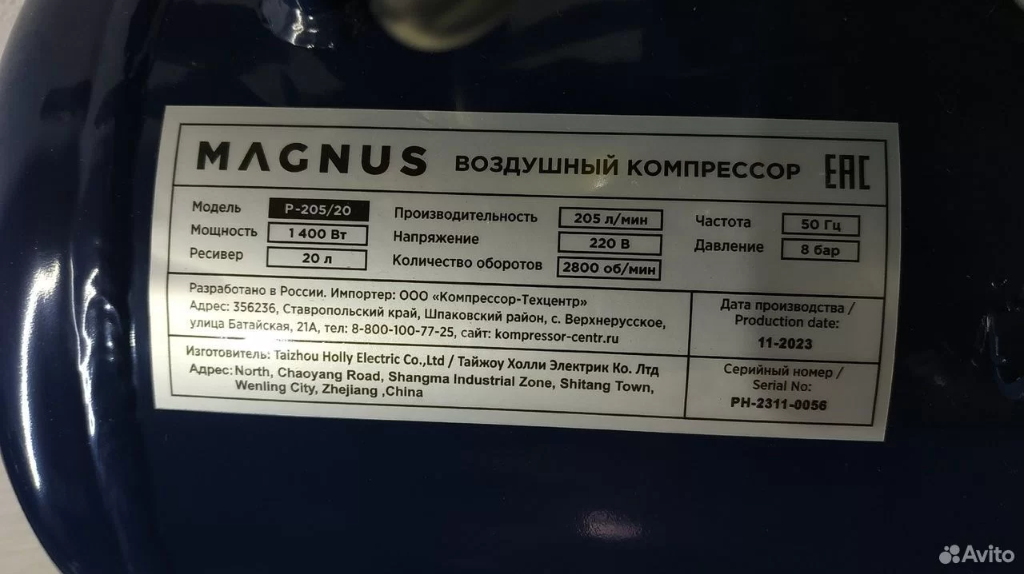 MAGNUS ВОЗДУШНЫЙ КОМПРЕССОР EAC
Модель P-205/20
Мощность 1 400 Вт
Ресивер 20 л
Производительность 205 л/мин
Напряжение 220 В
Количество оборотов 2800 об/мин
Частота 50 Гц
Давление 8 бар
Разработано в России. Импортер: ООО «Компрессор-Техцентр»
Адрес: 356236, Ставропольский край, Шпаковский район, с. Верхнерусское,
улица Батайская, 21А, тел: 8-800-100-77-25, сайт: kompressor-centr.ru
Дата производства /
Production date:
11-2023
Изготовитель: Taizhou Holly Electric Co.,Ltd / Тайжоу Холли Электрик Ко. Лтд
Адрес: North, Chaoyang Road, Shangma Industrial Zone, Shitang Town,
Wenling City, Zhejiang ,China
Серийный номер /
Serial No:
PH-2311-0056
Avito